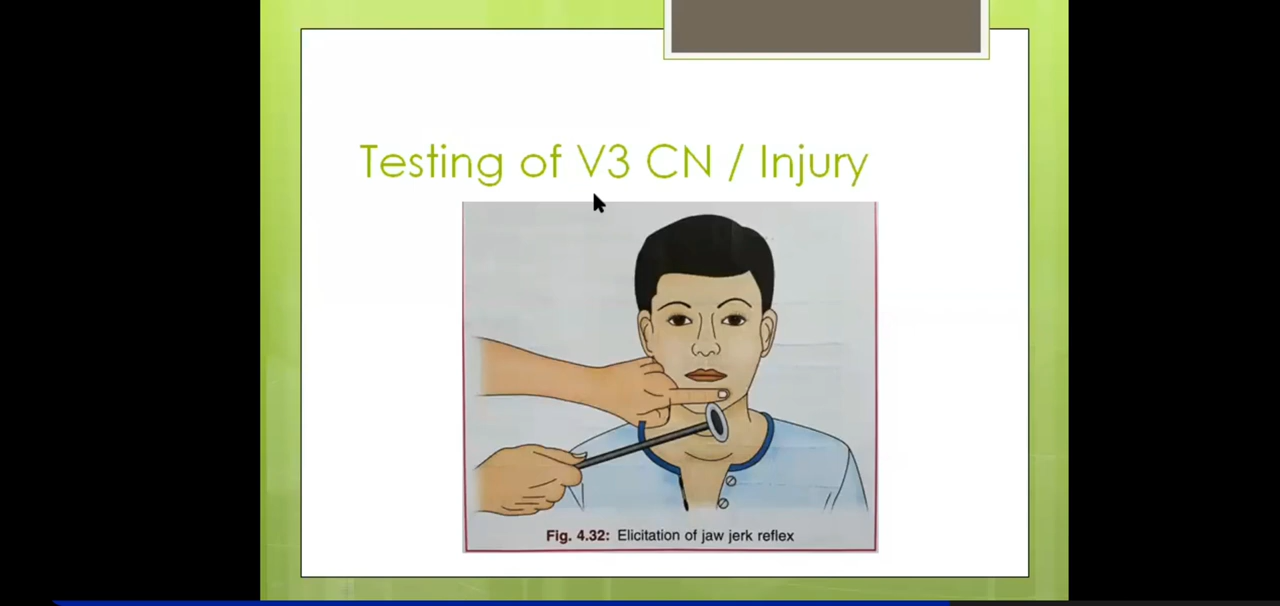 Testing of V3 CN / Injury
Fig. 4.32: Elicitation of jaw jerk reflex